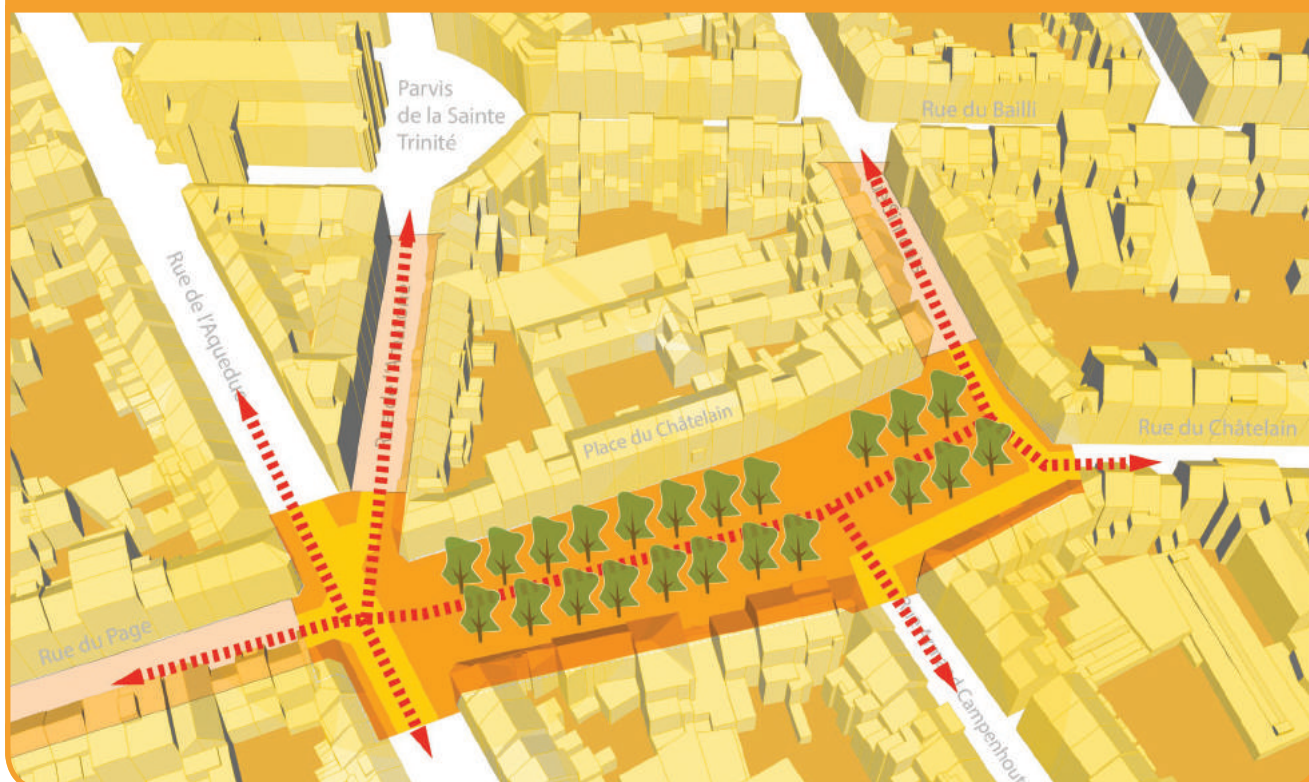 Parvis
de la Sainte
Trinité
Rue du Bailli
Rue de l'Aqueduc
Place du Châtelain
Rue du Châtelain
Rue du Page
Campenhout